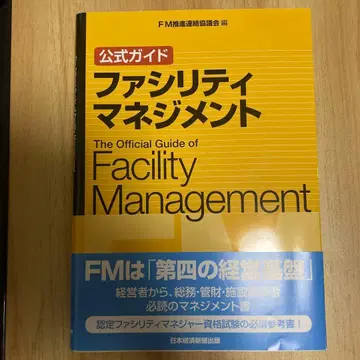 FM推進連絡協議会 編
公式ガイド
ファシリティ
マネジメント
The Official Guide of
Facility
Management
FMは「第四の経営基盤」
経営者から、総務・管財・施設
必読のマネジメント書
認定ファシリティマネジャー資格試験の必須参考書!
日本経済新聞出版